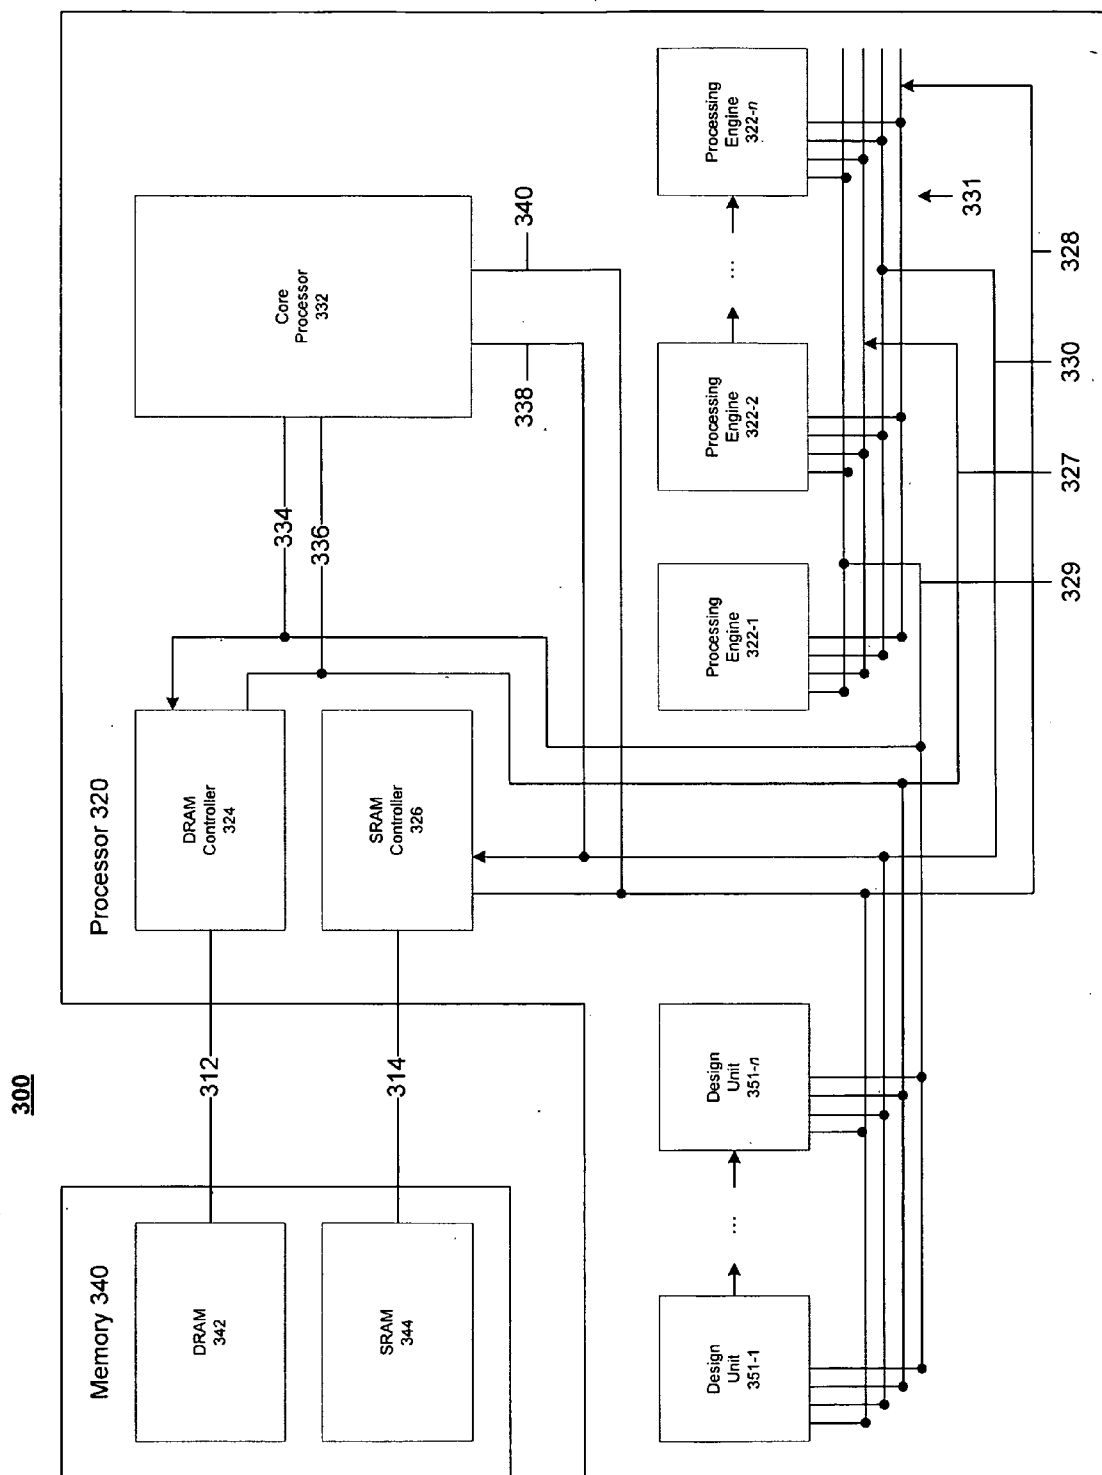 300
Memory 340
DRAM
342
SRAM
344
312
314
Processor 320
DRAM
Controller
324
SRAM
Controller
326
334
336
Core
Processor
332
338
340
Design
Unit
351-1
...
Design
Unit
351-n
Processing
Engine
322-1
Processing
Engine
322-2
...
Processing
Engine
322-n
331
329
327
330
328